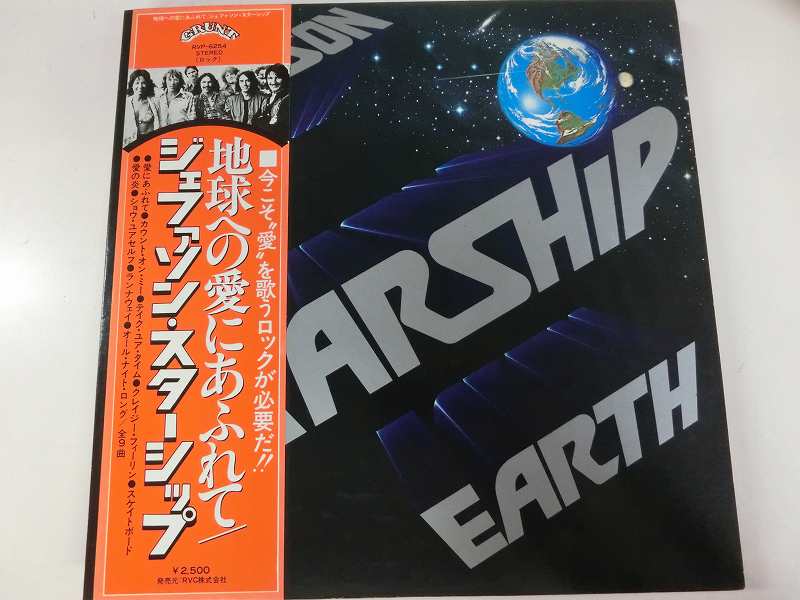 地球への愛にあふれて/ジェファソン・スターシップ
GRUNT
RVP-6254
STEREO
(ロック)
■今こそ"愛"を歌うロックが必要だ!!
地球への愛にあふれて/
ジェファソン・スターシップ
●愛にあふれて●カウント・オン・ミー●テイク・ユア・タイム●クレイジー・フィーリン●スケイトボード
●愛の炎●ショウ・ユアセルフ●ランナウェイ●オール・ナイト・ロング/全9曲
¥2,500
発売元/RVC株式会社
SON
ARSHIP
EARTH